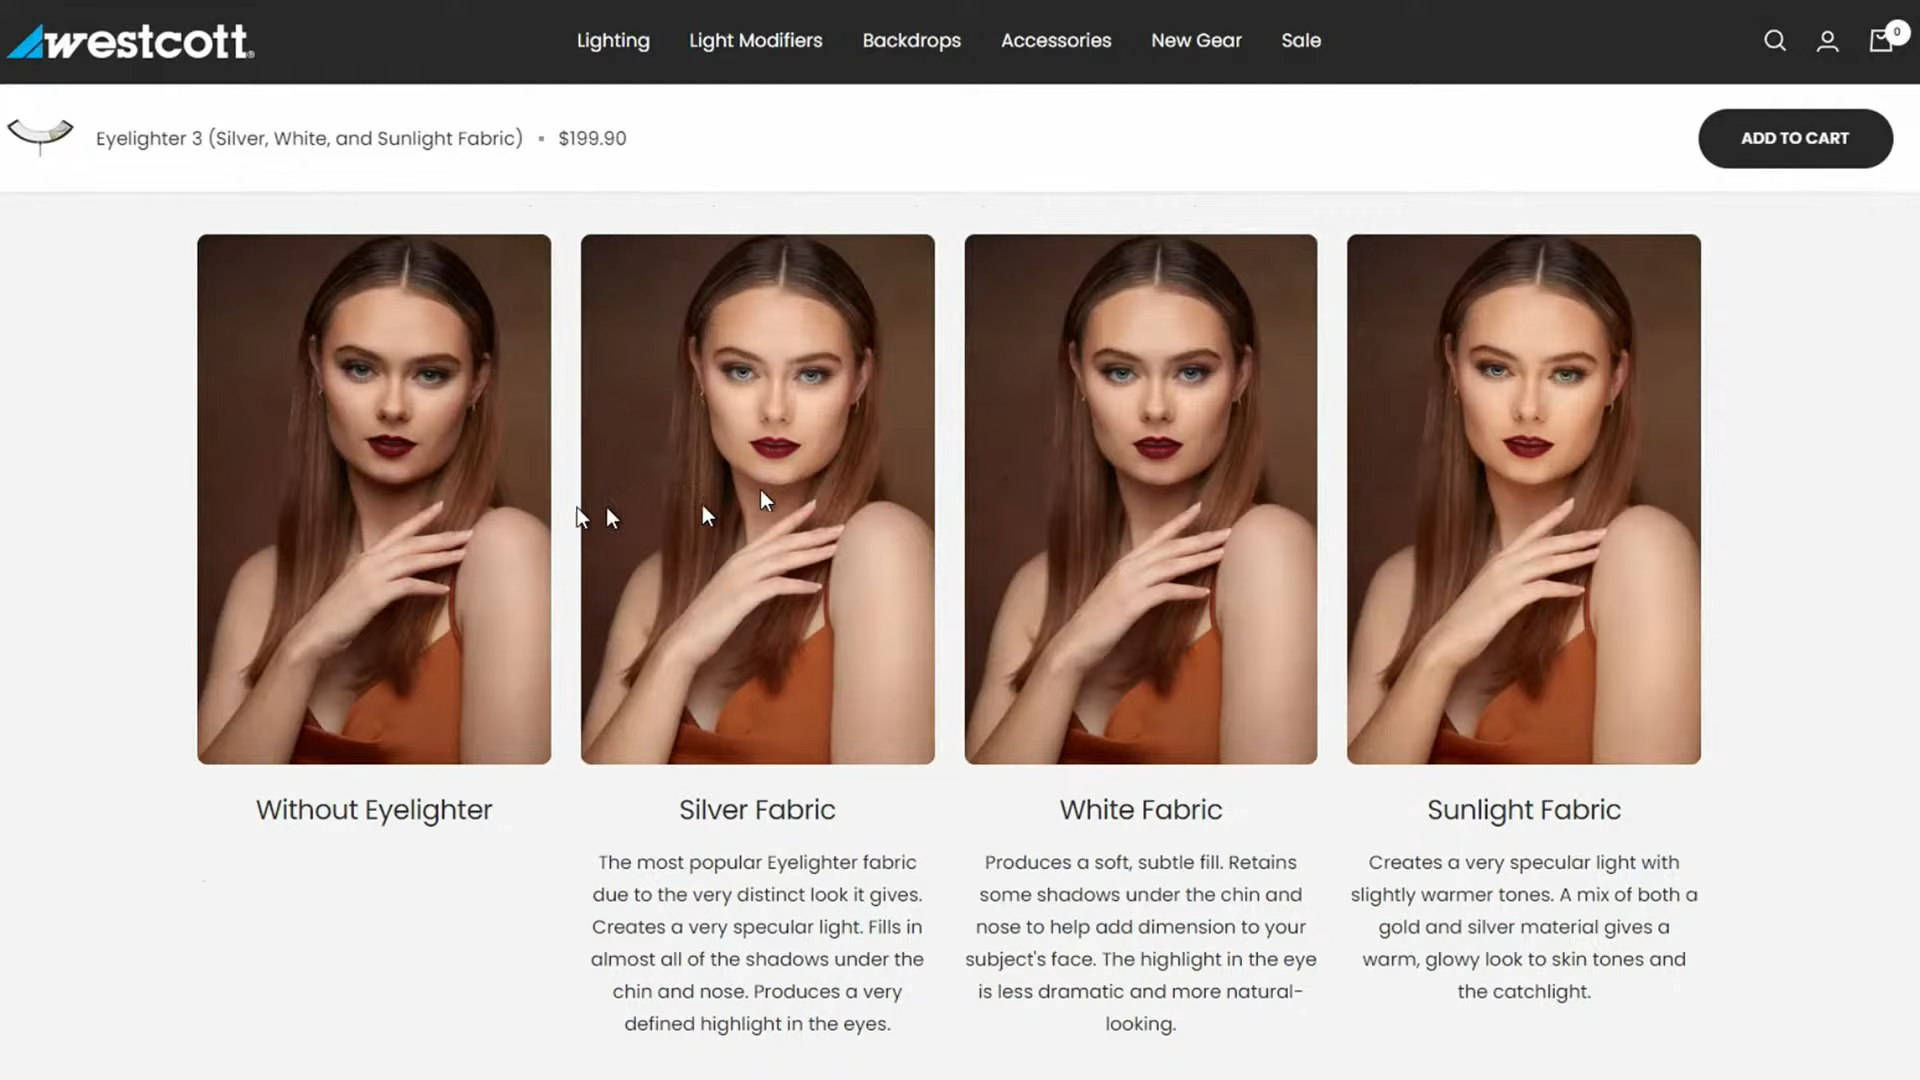 westcott®
Lighting
Light Modifiers
Backdrops
Accessories
New Gear
Sale
0
Eyelighter 3 (Silver, White, and Sunlight Fabric) ▪ $199.90
ADD TO CART
Without Eyelighter
Silver Fabric
The most popular Eyelighter fabric
due to the very distinct look it gives.
Creates a very specular light. Fills in
almost all of the shadows under the
chin and nose. Produces a very
defined highlight in the eyes.
White Fabric
Produces a soft, subtle fill. Retains
some shadows under the chin and
nose to help add dimension to your
subject's face. The highlight in the eye
is less dramatic and more natural-
looking.
Sunlight Fabric
Creates a very specular light with
slightly warmer tones. A mix of both a
gold and silver material gives a
warm, glowy look to skin tones and
the catchlight.